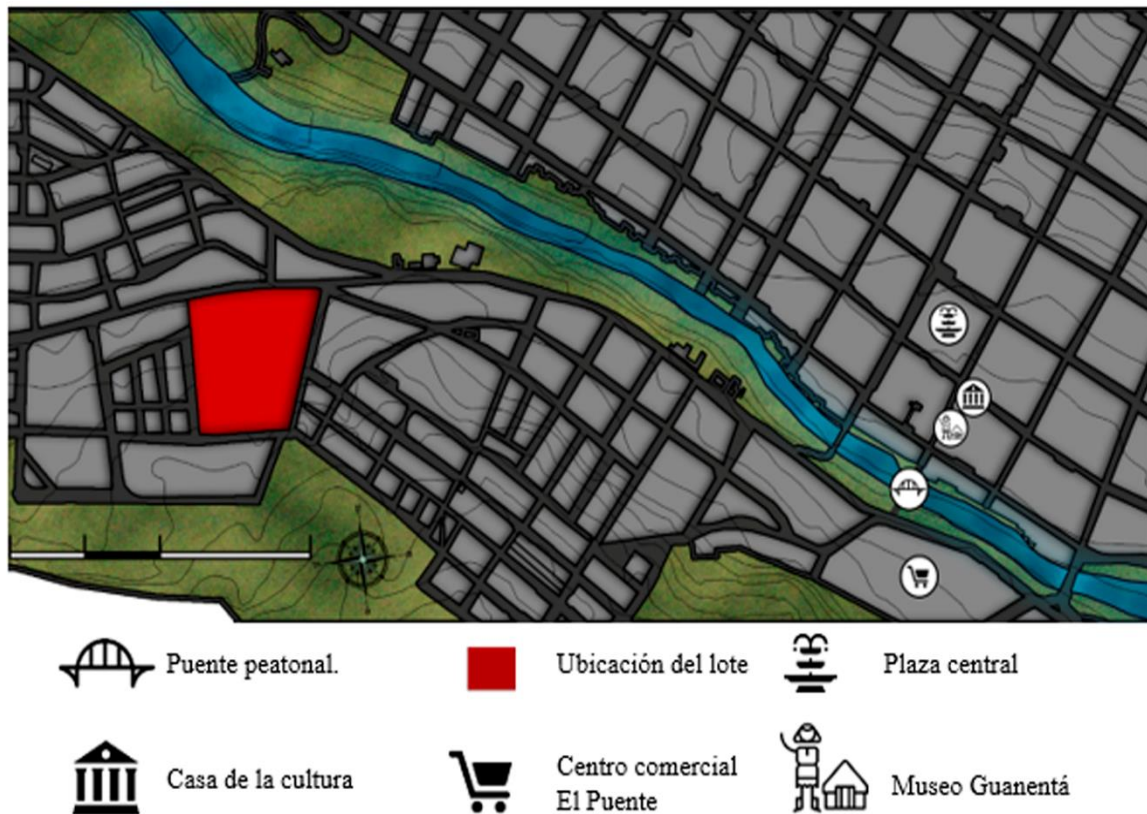 Puente peatonal.
Ubicación del lote
Plaza central
Casa de la cultura
Centro comercial
El Puente
Museo Guanentá